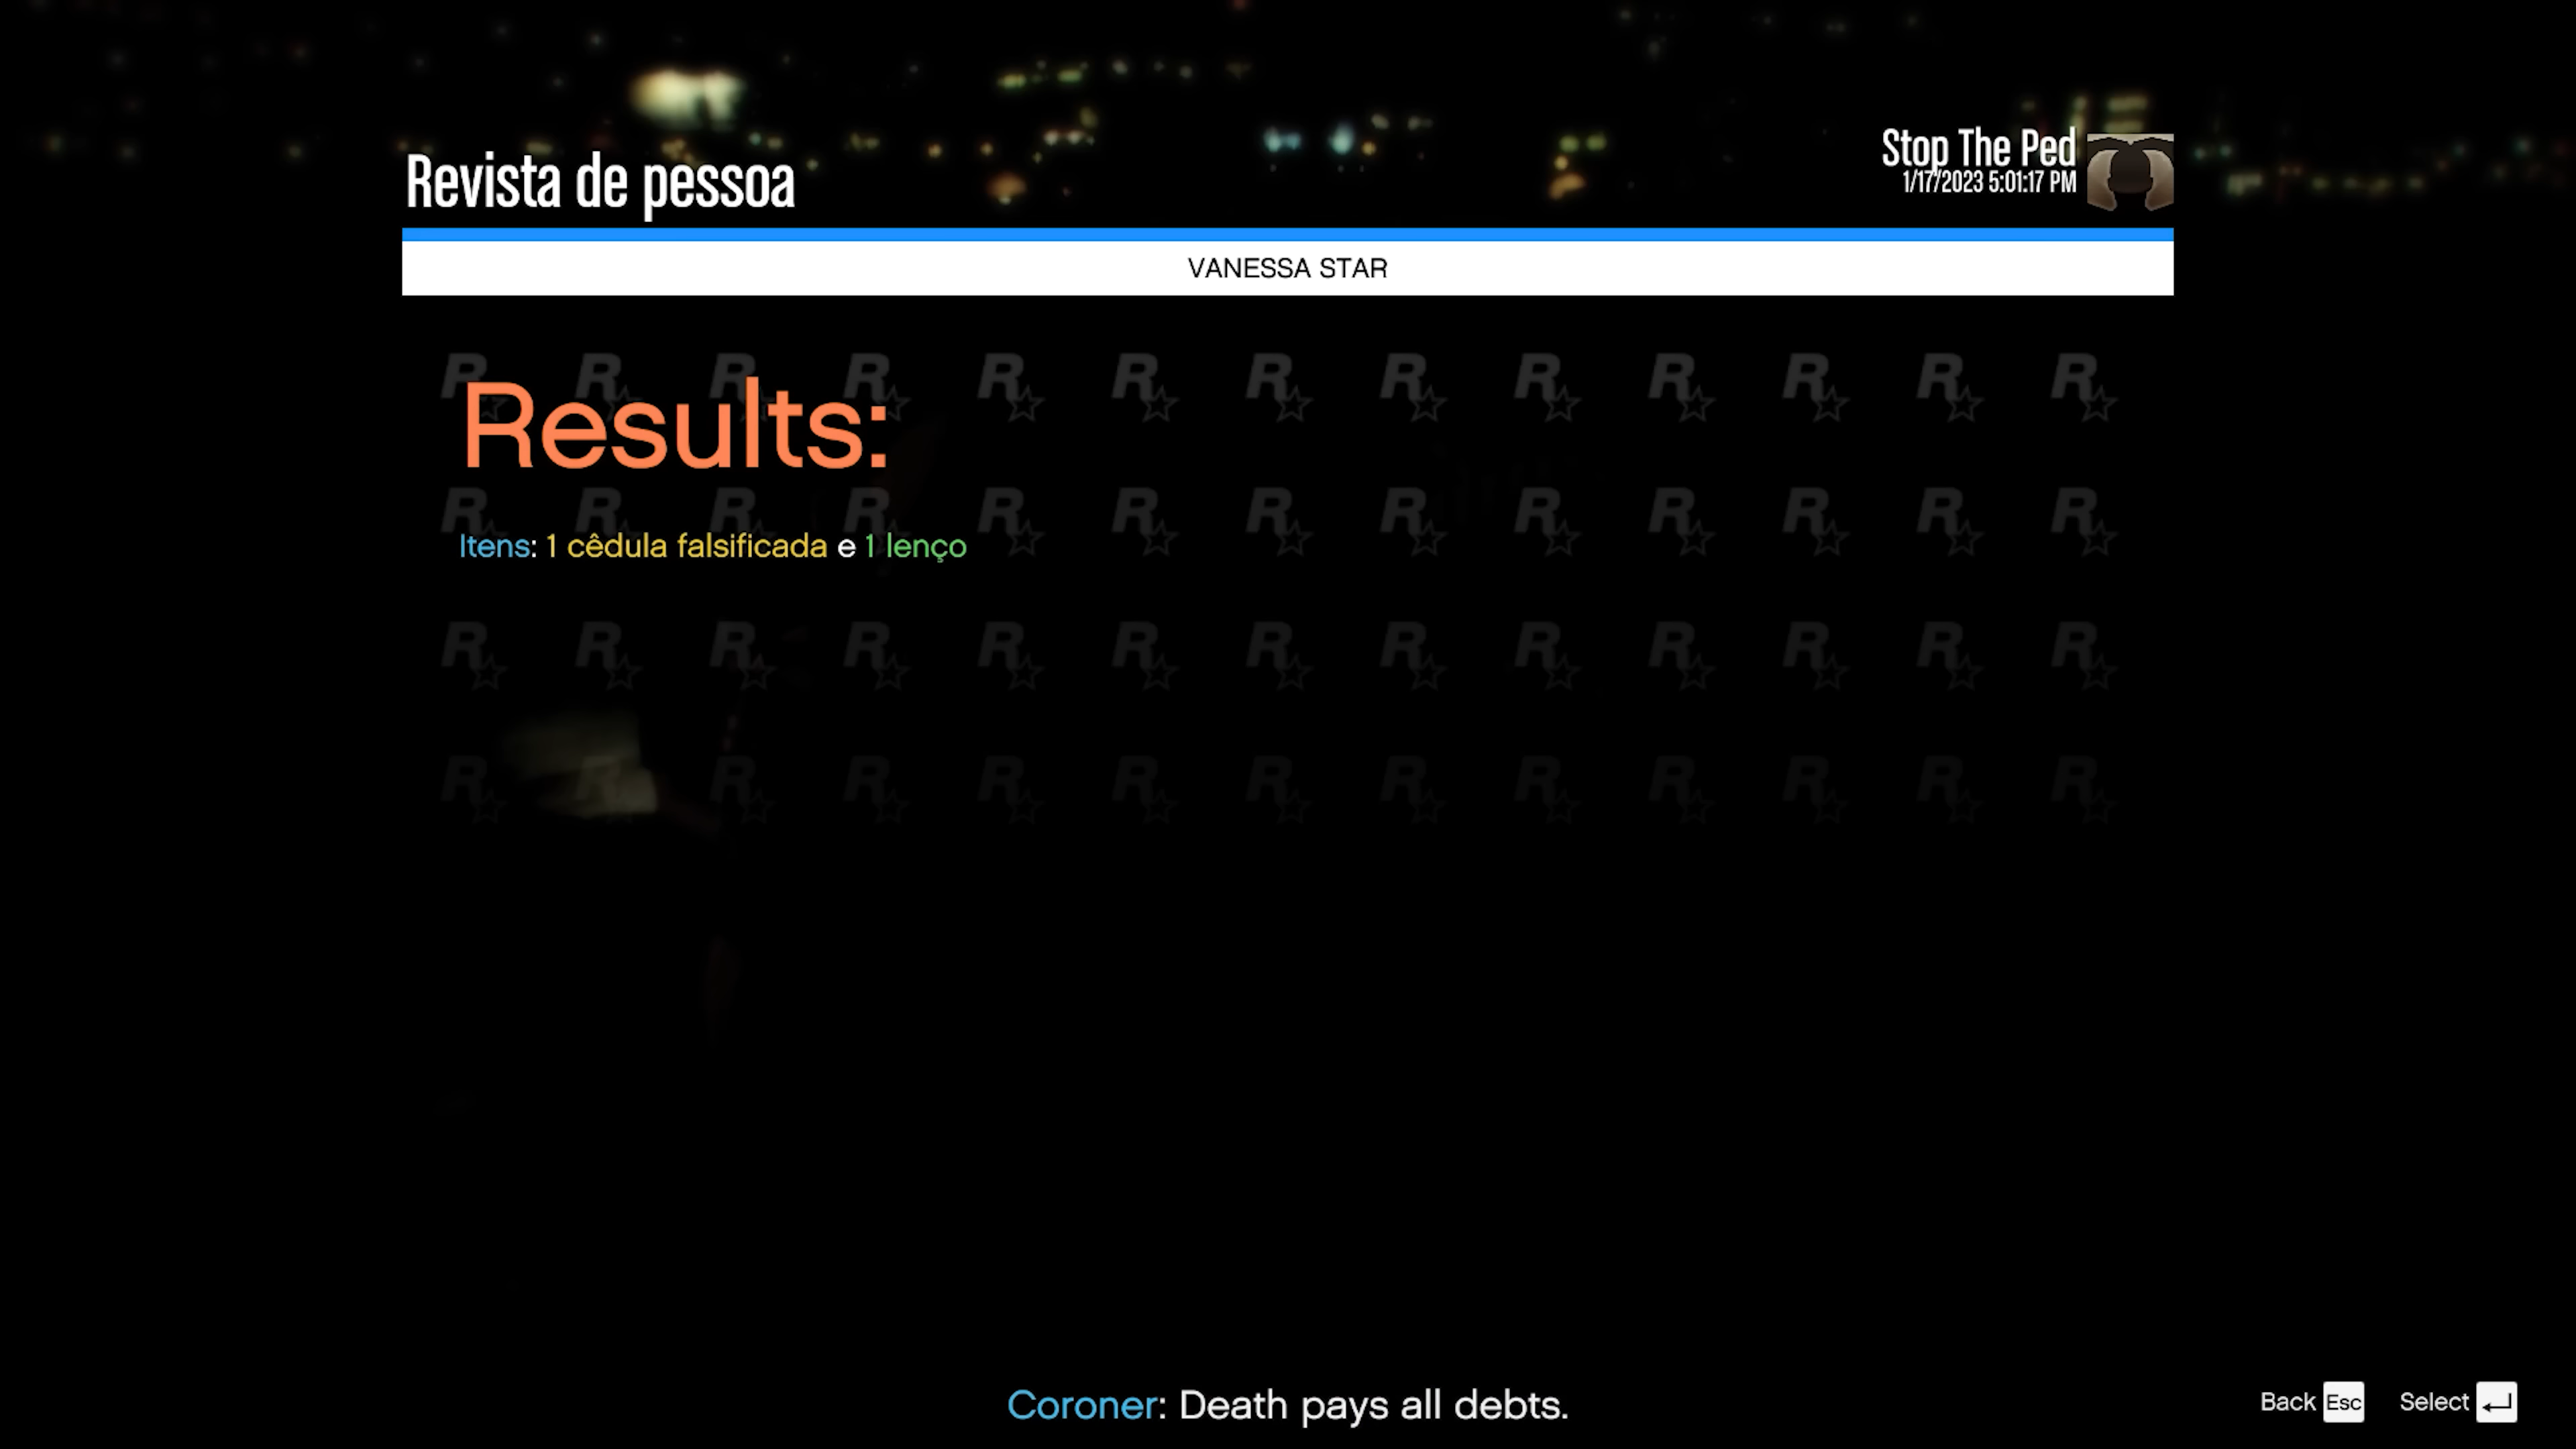 Revista de pessoa
Stop The Ped
1/17/2023 5:01:17 PM
VANESSA STAR
Results:
Itens: 1 cêdula falsificada e 1 lenço
Coroner: Death pays all debts.
Back Esc Select